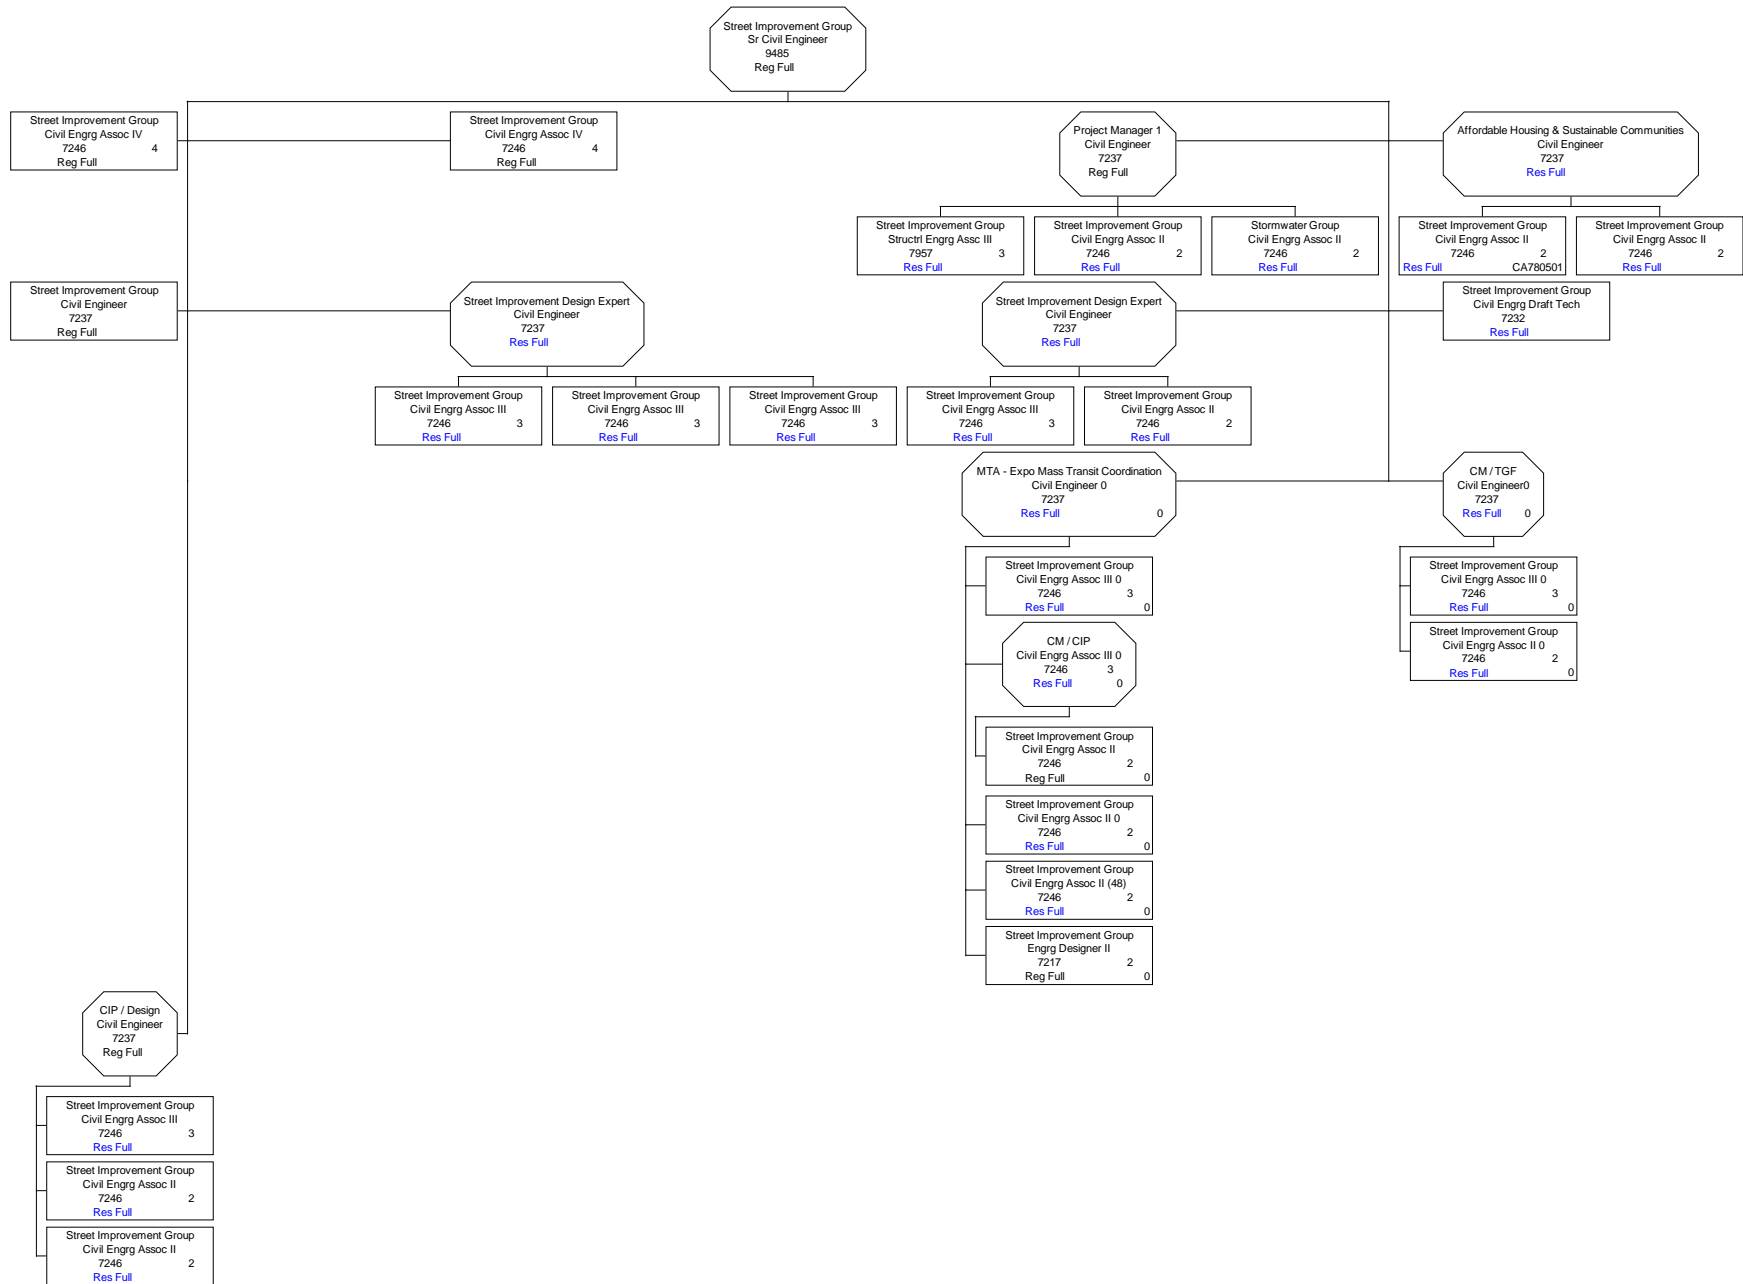 Street Improvement Group
Sr Civil Engineer
9485
Reg Full
Street Improvement Group
Civil Engrg Assoc IV
7246 4
Reg Full
Street Improvement Group
Civil Engrg Assoc IV
7246 4
Reg Full
Project Manager 1
Civil Engineer
7237
Reg Full
Affordable Housing & Sustainable Communities
Civil Engineer
7237
Res Full
Street Improvement Group
Structrl Engrg Assc III
7957 3
Res Full
Street Improvement Group
Civil Engrg Assoc II
7246 2
Res Full
Stormwater Group
Civil Engrg Assoc II
7246 2
Res Full
Street Improvement Group
Civil Engrg Assoc II
7246 2
Res Full CA780501
Street Improvement Group
Civil Engrg Assoc II
7246 2
Res Full
Street Improvement Group
Civil Engineer
7237
Reg Full
Street Improvement Design Expert
Civil Engineer
7237
Res Full
Street Improvement Design Expert
Civil Engineer
7237
Res Full
Street Improvement Group
Civil Engrg Draft Tech
7232
Res Full
Street Improvement Group
Civil Engrg Assoc III
7246 3
Res Full
Street Improvement Group
Civil Engrg Assoc III
7246 3
Res Full
Street Improvement Group
Civil Engrg Assoc III
7246 3
Res Full
Street Improvement Group
Civil Engrg Assoc III
7246 3
Res Full
Street Improvement Group
Civil Engrg Assoc II
7246 2
Res Full
MTA - Expo Mass Transit Coordination
Civil Engineer 0
7237
Res Full 0
CM / TGF
Civil Engineer0
7237
Res Full 0
Street Improvement Group
Civil Engrg Assoc III 0
7246 3
Res Full 0
Street Improvement Group
Civil Engrg Assoc III 0
7246 3
Res Full 0
CM / CIP
Civil Engrg Assoc III 0
7246 3
Res Full 0
Street Improvement Group
Civil Engrg Assoc II 0
7246 2
Res Full 0
Street Improvement Group
Civil Engrg Assoc II
7246 2
Reg Full 0
Street Improvement Group
Civil Engrg Assoc II 0
7246 2
Res Full 0
Street Improvement Group
Civil Engrg Assoc II (48)
7246 2
Res Full 0
Street Improvement Group
Engrg Designer II
7217 2
Reg Full 0
CIP / Design
Civil Engineer
7237
Reg Full
Street Improvement Group
Civil Engrg Assoc III
7246 3
Res Full
Street Improvement Group
Civil Engrg Assoc II
7246 2
Res Full
Street Improvement Group
Civil Engrg Assoc II
7246 2
Res Full